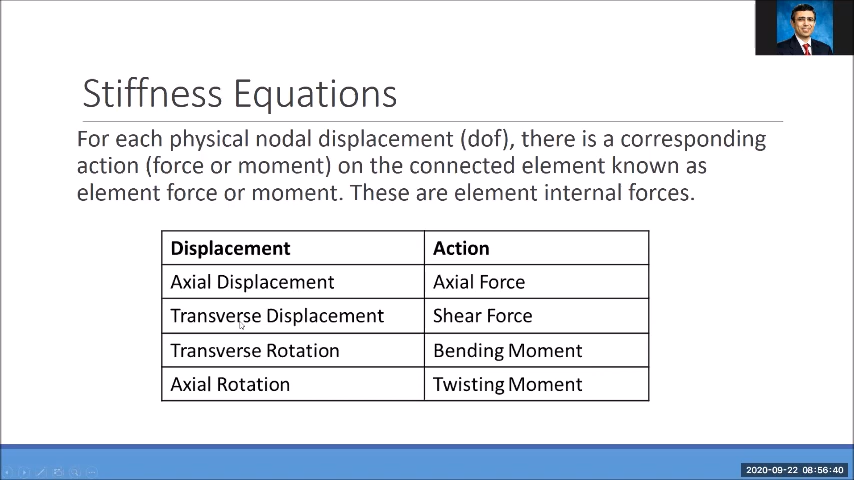 Stiffness Equations
For each physical nodal displacement (dof), there is a corresponding
action (force or moment) on the connected element known as
element force or moment. These are element internal forces.
Displacement Action
Axial Displacement Axial Force
Transverse Displacement Shear Force
Transverse Rotation Bending Moment
Axial Rotation Twisting Moment
2020-09-22 08:56:40